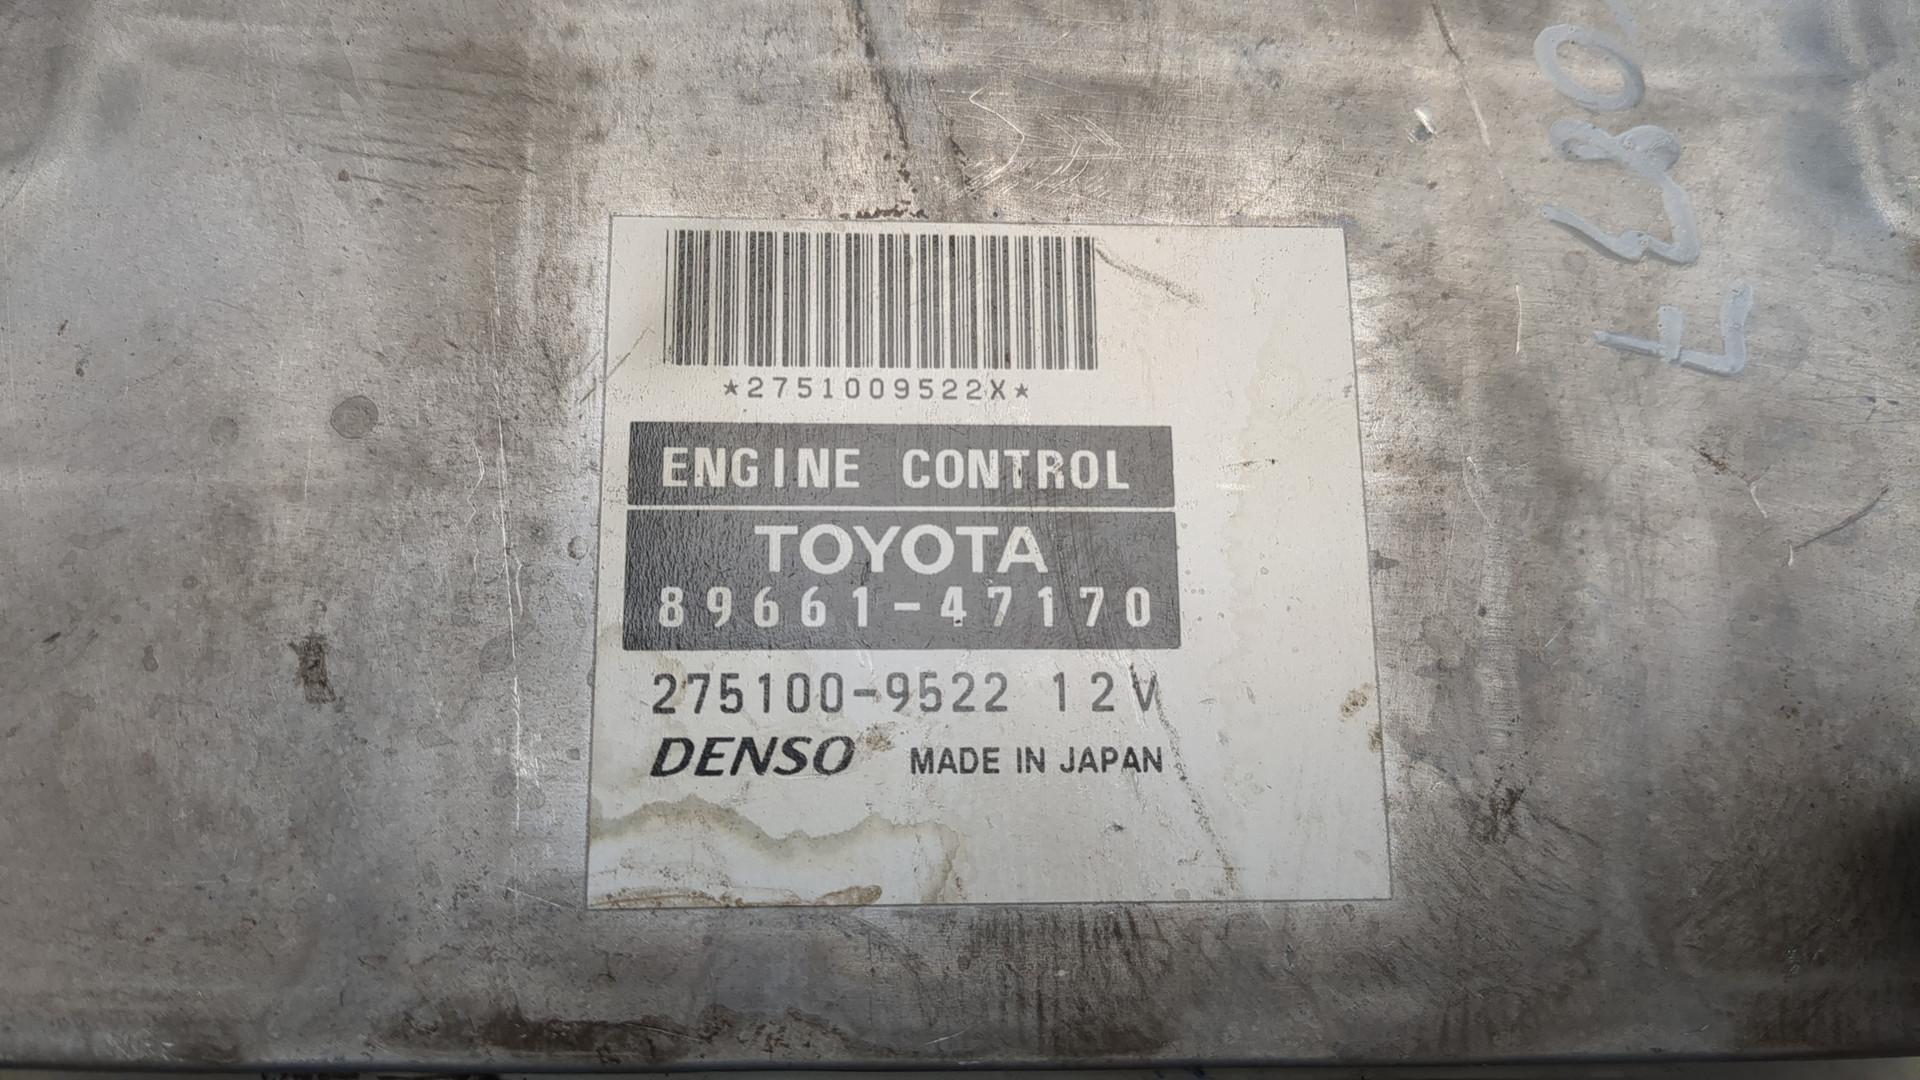 *2751009522X*
ENGINE CONTROL
TOYOTA
89661-47170
275100-9522 12V
DENSO MADE IN JAPAN